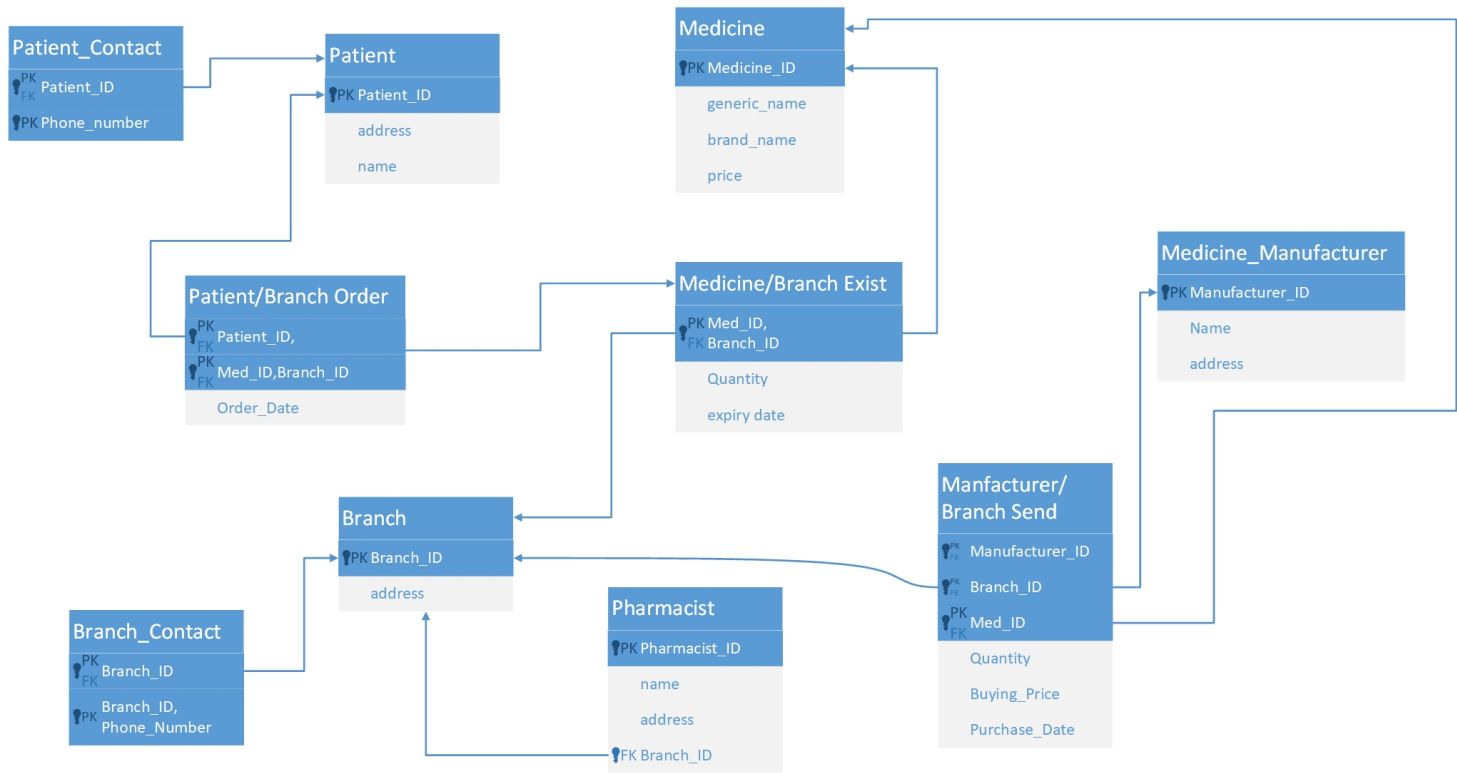 Patient_Contact
PK
FK
Patient_ID
PK Phone_number
Patient
PK Patient_ID
address
name
Medicine
PK Medicine_ID
generic_name
brand_name
price
Medicine_Manufacturer
PK Manufacturer_ID
Name
address
Patient/Branch Order
PK
FK
Patient_ID,
PK
FK
Med_ID,Branch_ID
Order_Date
Medicine/Branch Exist
PK
FK
Med_ID,
Branch_ID
Quantity
expiry date
Branch
PK Branch_ID
address
Manfacturer/
Branch Send
PK
FK
Manufacturer_ID
PK
FK
Branch_ID
PK
FK
Med_ID
Quantity
Buying_Price
Purchase_Date
Branch_Contact
PK
FK
Branch_ID
PK
Branch_ID,
Phone_Number
Pharmacist
PK Pharmacist_ID
name
address
FK Branch_ID